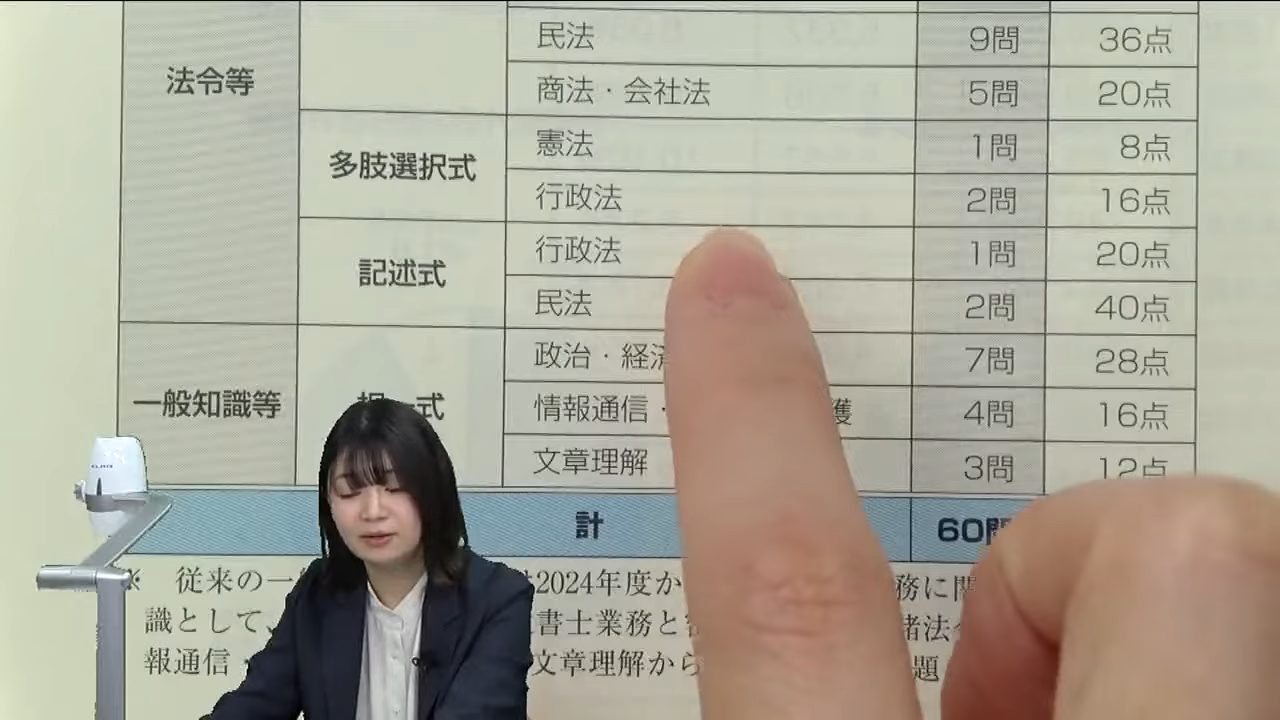 民法 9問 36点
法令等
商法・会社法 5問 20点
多肢選択式
憲法 1問 8点
行政法 2問 16点
記述式
行政法 1問 20点
民法 2問 40点
一般知識等
政治・経済 7問 28点
式
情報通信・ 護 4問 16点
文章理解 3問 12点
計 60問
※ 従来の一 2024年度か 務に関
識として、 書士業務と 諸法
報通信・ 文章理解から 題